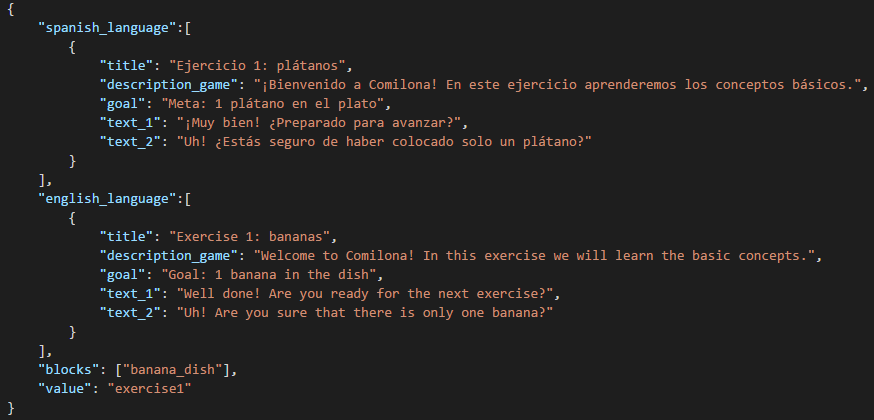 {
"spanish_language":[
{
"title": "Ejercicio 1: plátanos",
"description_game": "¡Bienvenido a Comilona! En este ejercicio aprenderemos los conceptos básicos.",
"goal": "Meta: 1 plátano en el plato",
"text_1": "¡Muy bien! ¿Preparado para avanzar?",
"text_2": "Uh! ¿Estás seguro de haber colocado solo un plátano?"
}
],
"english_language":[
{
"title": "Exercise 1: bananas",
"description_game": "Welcome to Comilona! In this exercise we will learn the basic concepts.",
"goal": "Goal: 1 banana in the dish",
"text_1": "Well done! Are you ready for the next exercise?",
"text_2": "Uh! Are you sure that there is only one banana?"
}
],
"blocks": ["banana_dish"],
"value": "exercise1"
}